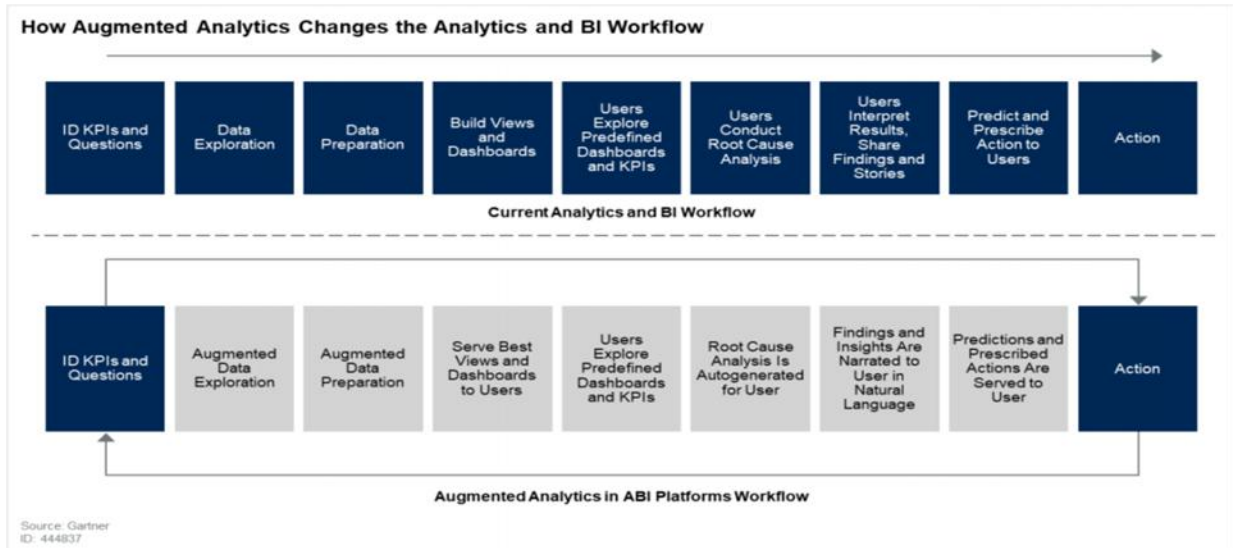 How Augmented Analytics Changes the Analytics and BI Workflow
ID KPIs and
Questions
Data
Exploration
Data
Preparation
Build Views
and
Dashboards
Users
Explore
Predefined
Dashboards
and KPIs
Users
Conduct
Root Cause
Analysis
Users
Interpret
Results,
Share
Findings and
Stories
Predict and
Prescribe
Action to
Users
Action
Current Analytics and BI Workflow
ID KPIs and
Questions
Augmented
Data
Exploration
Augmented
Data
Preparation
Serve Best
Views and
Dashboards
to Users
Users
Explore
Predefined
Dashboards
and KPIs
Root Cause
Analysis Is
Autogenerated
for User
Findings and
Insights Are
Narrated to
User in
Natural
Language
Predictions and
Prescribed
Actions Are
Served to
User
Action
Augmented Analytics in ABI Platforms Workflow
Source: Gartner
ID: 444837